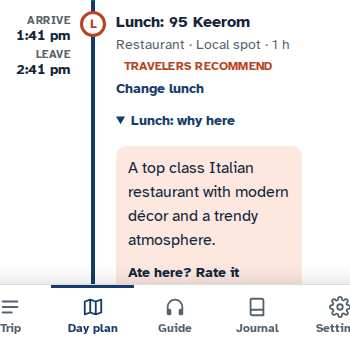 ARRIVE
1:41 pm
LEAVE
2:41 pm
L
Lunch: 95 Keerom
Restaurant · Local spot · 1 h
TRAVELERS RECOMMEND
Change lunch
▼ Lunch: why here
A top class Italian
restaurant with modern
décor and a trendy
atmosphere.
Ate here? Rate it
Trip
Day plan
Guide
Journal
Settin